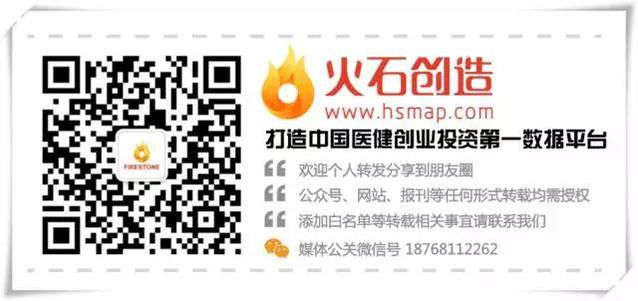 FIRESTONE
火石创造
www.hsmap.com
打造中国医健创业投资第一数据平台
欢迎个人转发分享到朋友圈
公众号、网站、报刊等任何形式转载均需授权
添加白名单等转载相关事宜请联系我们
媒体公关微信号 18768112262